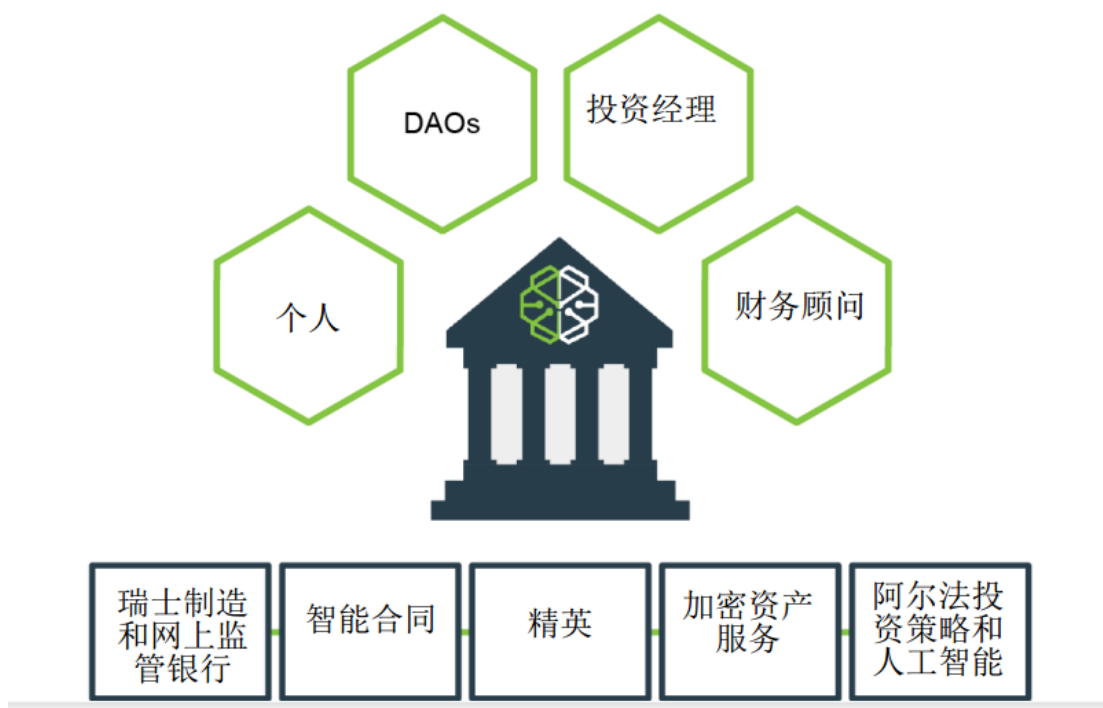 DAOs
投资经理
个人
财务顾问
瑞士制造
和网上监
管银行
智能合同
精英
加密资产
服务
阿尔法投
资策略和
人工智能